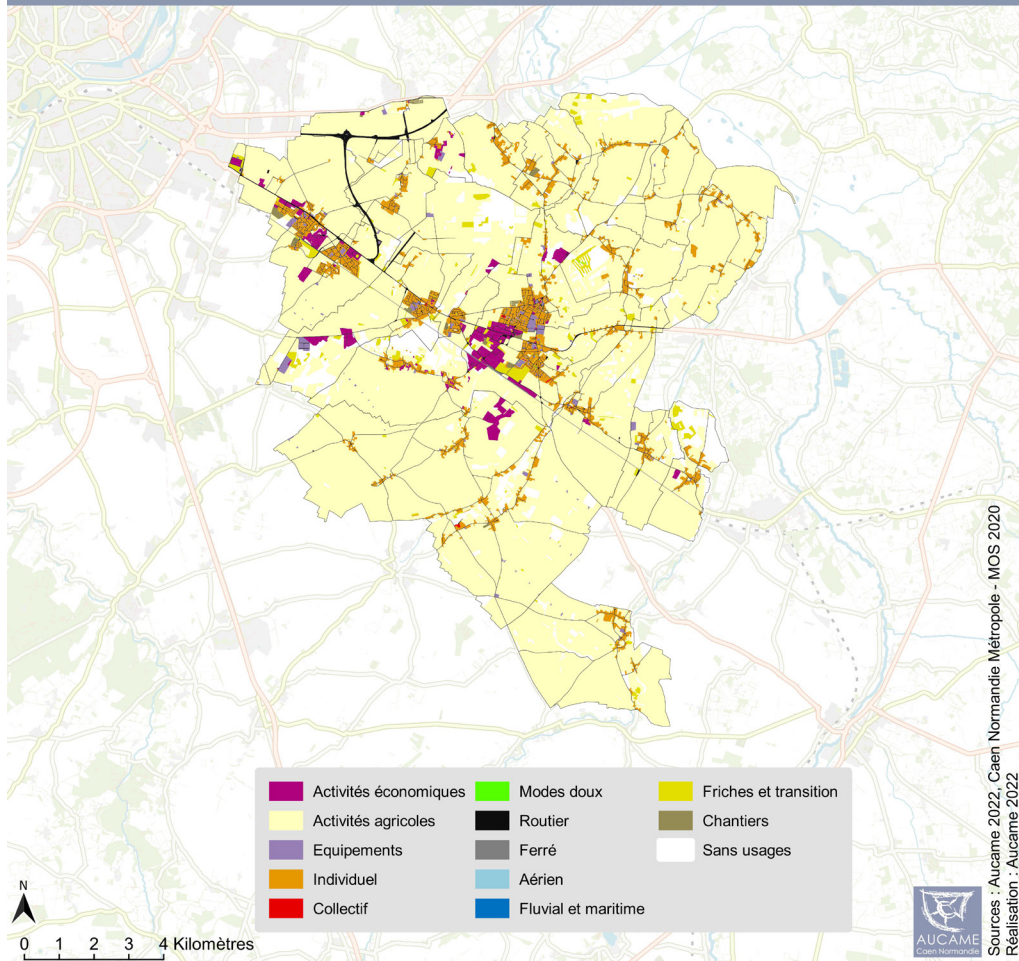 Activités économiques
Activités agricoles
Equipements
Individuel
Collectif
Modes doux
Routier
Ferré
Aérien
Fluvial et maritime
Friches et transition
Chantiers
Sans usages
N
0 1 2 3 4 Kilomètres
AUCAME
Caen Normandie
Sources : Aucame 2022, Caen Normandie Métropole - MOS 2020
Réalisation : Aucame 2022